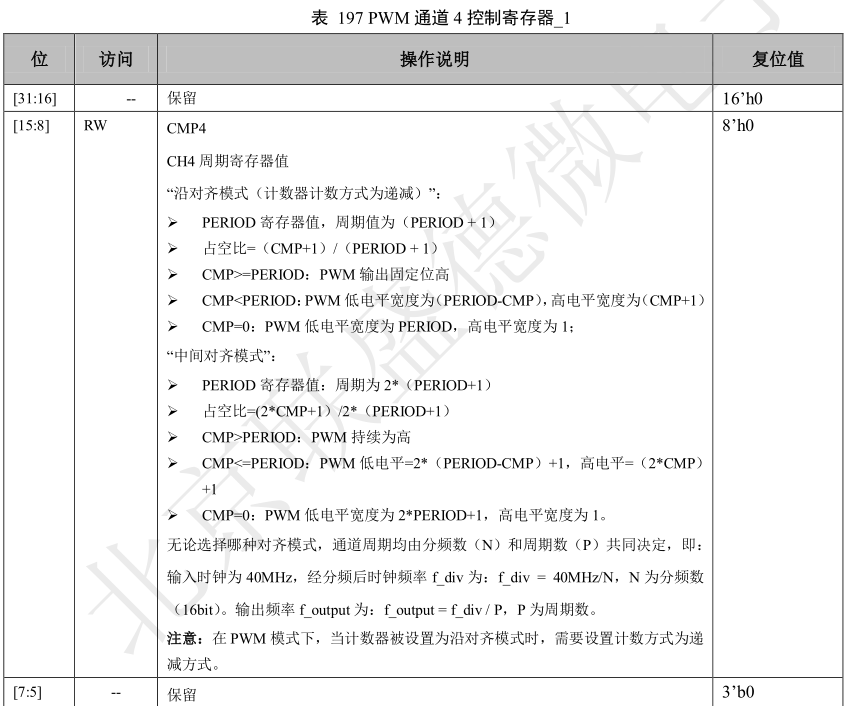 表 197 PWM 通道 4 控制寄存器_1
位 访问 操作说明 复位值
[31:16] -- 保留 16’h0
[15:8] RW CMP4 8’h0
CH4 周期寄存器值
“沿对齐模式（计数器计数方式为递减）”：
➢ PERIOD 寄存器值，周期值为（PERIOD + 1）
➢ 占空比=（CMP+1）/（PERIOD + 1）
➢ CMP>=PERIOD：PWM 输出固定位高
➢ CMP<PERIOD：PWM 低电平宽度为（PERIOD-CMP），高电平宽度为（CMP+1）
➢ CMP=0：PWM 低电平宽度为 PERIOD，高电平宽度为 1；
“中间对齐模式”：
➢ PERIOD 寄存器值：周期为 2*（PERIOD+1）
➢ 占空比=(2*CMP+1）/2*（PERIOD+1）
➢ CMP>PERIOD：PWM 持续为高
➢ CMP<=PERIOD：PWM 低电平=2*（PERIOD-CMP）+1，高电平=（2*CMP）
+1
➢ CMP=0：PWM 低电平宽度为 2*PERIOD+1，高电平宽度为 1。
无论选择哪种对齐模式，通道周期均由分频数（N）和周期数（P）共同决定，即：
输入时钟为 40MHz，经分频后时钟频率 f_div 为：f_div = 40MHz/N，N 为分频数
（16bit）。输出频率 f_output 为：f_output = f_div / P，P 为周期数。
注意：在 PWM 模式下，当计数器被设置为沿对齐模式时，需要设置计数方式为递
减方式。
[7:5] -- 保留 3’b0
北京联盛德微电子